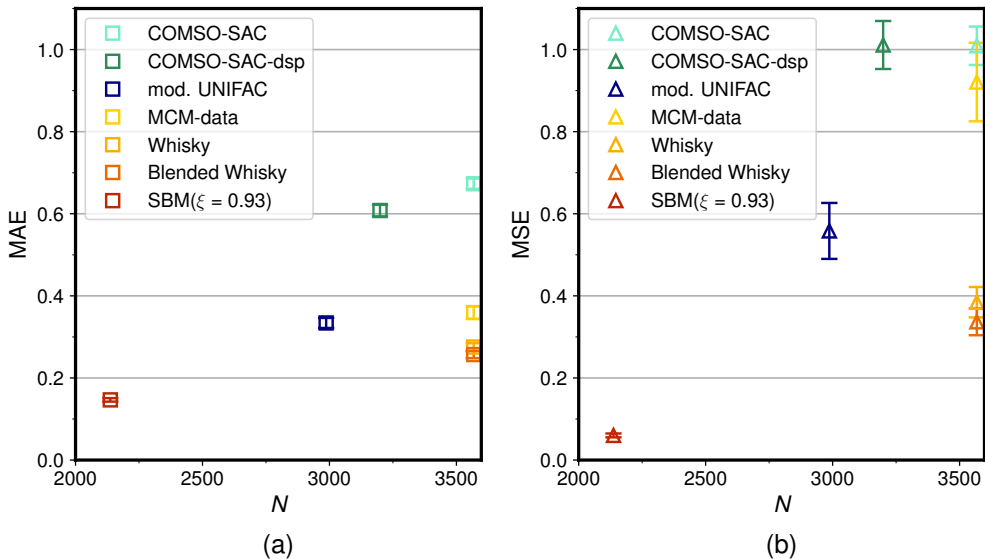 COMSO-SAC
COMSO-SAC-dsp
mod. UNIFAC
MCM-data
Whisky
Blended Whisky
SBM(ξ = 0.93)
MAE
1.0
0.8
0.6
0.4
0.2
0.0
2000
2500
3000
3500
N
(a)
COMSO-SAC
COMSO-SAC-dsp
mod. UNIFAC
MCM-data
Whisky
Blended Whisky
SBM(ξ = 0.93)
MSE
1.0
0.8
0.6
0.4
0.2
0.0
2000
2500
3000
3500
N
(b)